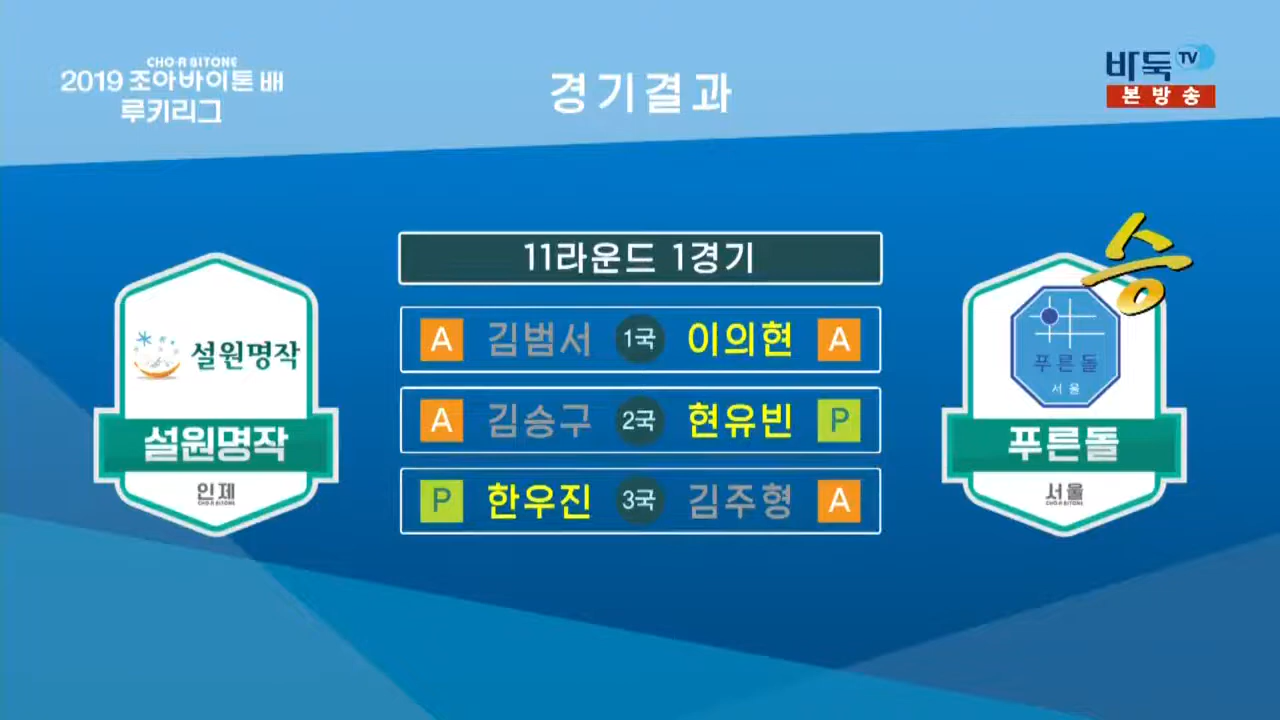 CHO·A BITONE
2019 조아바이톤 배
루키리그
경기결과
바둑TV
본방송
11라운드 1경기
승
A 김범서 1국 이의현 A
A 김승구 2국 현유빈 P
P 한우진 3국 김주형 A
설원명작
설원명작
인제
CHO·A BITONE
푸른돌
서울
푸른돌
서울
CHO·A BITONE